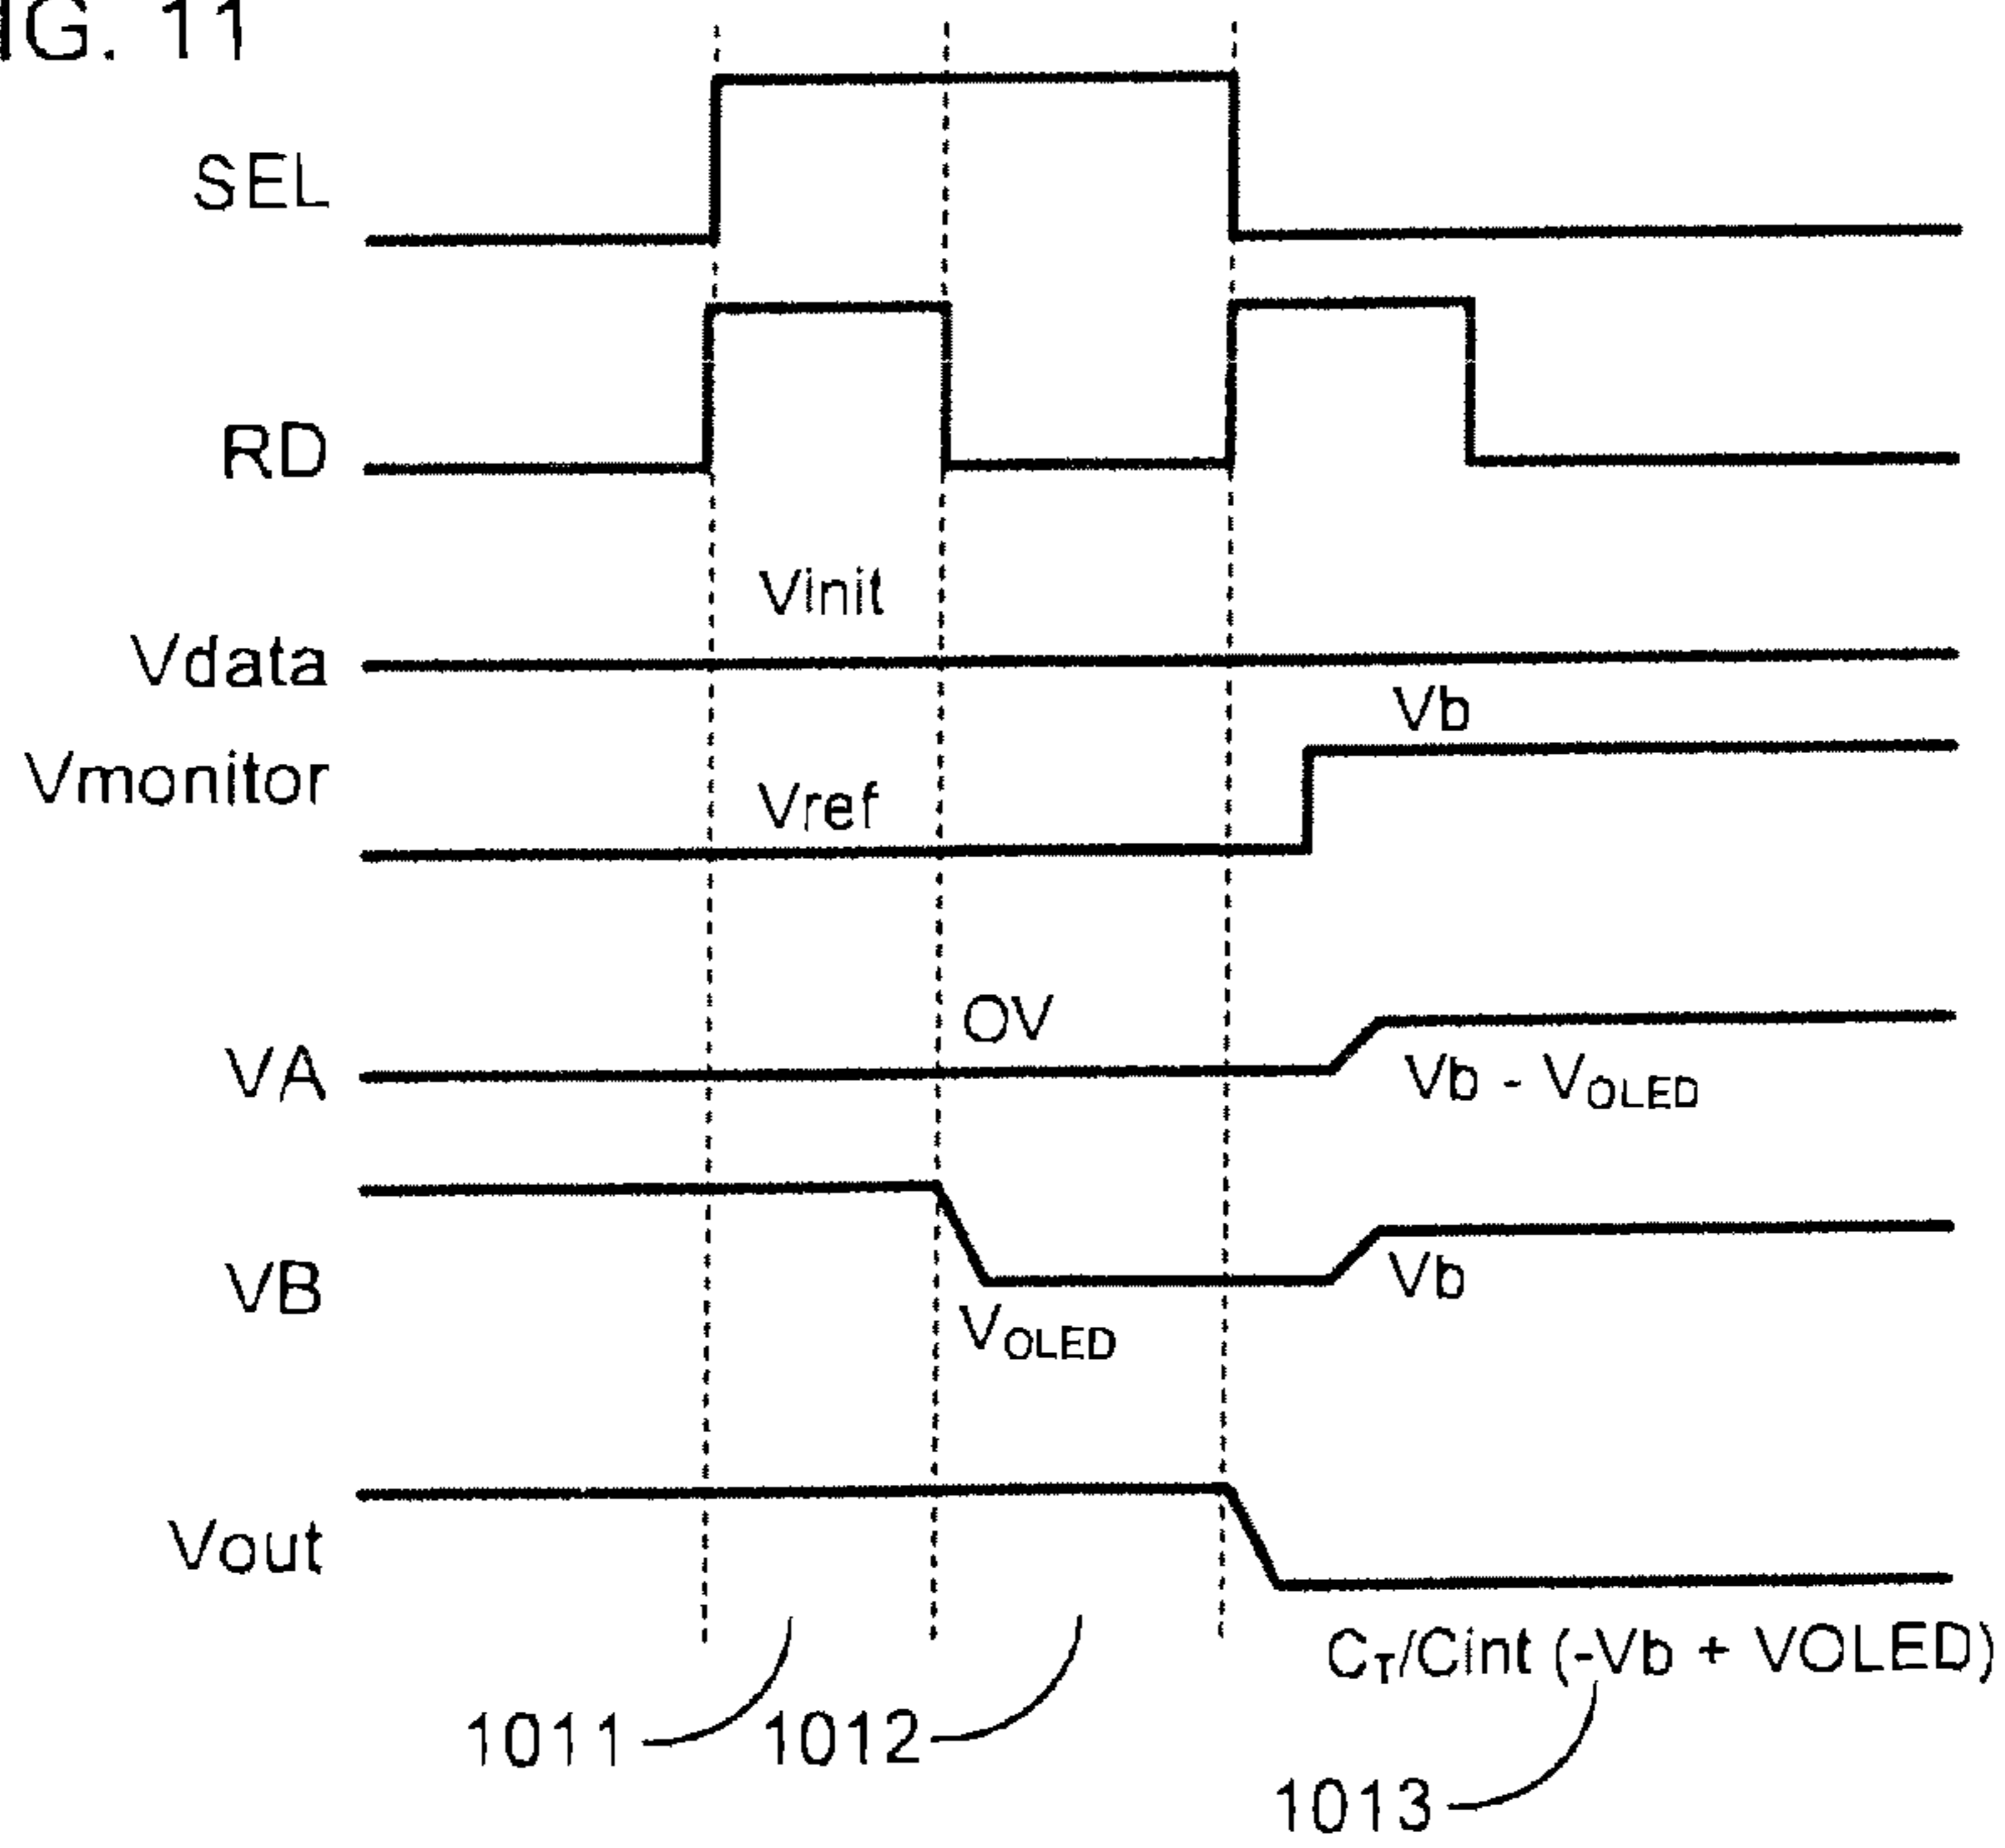 IG. 11
SEL
RD
Vinit
Vdata
Vb
Vmonitor
Vref
OV
VA
Vb - VOLED
VB
Vb
VOLED
Vout
CT/Cint (-Vb + VOLED)
1011
1012
1013